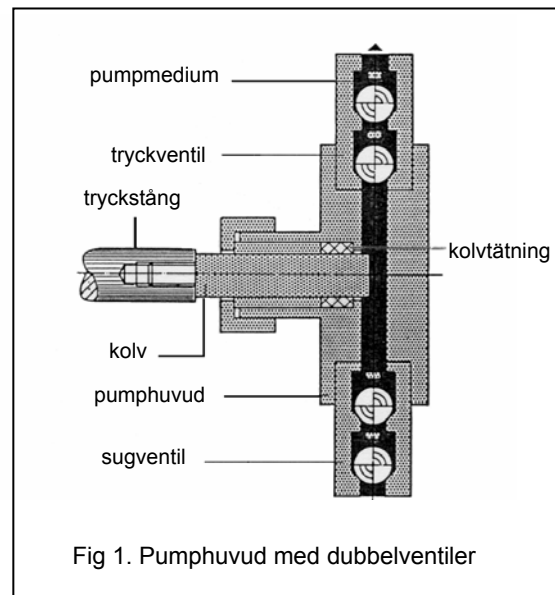 pumpmedium
tryckventil
tryckstång
kolvtätning
kolv
pumphuvud
sugventil
Fig 1. Pumphuvud med dubbelventiler